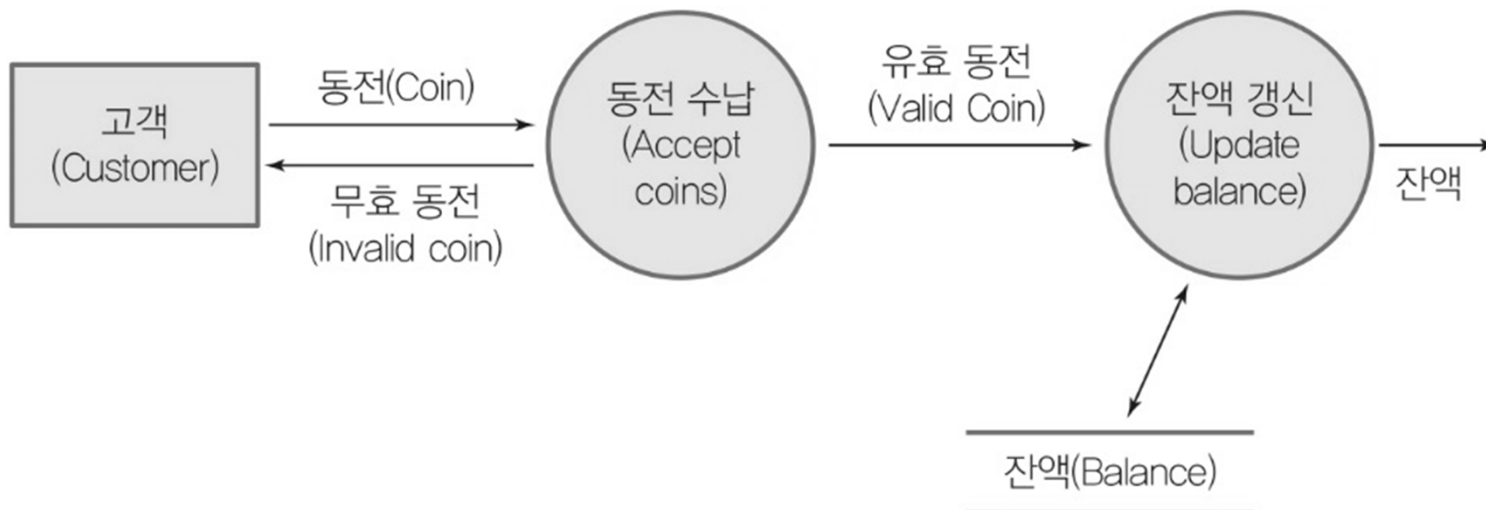 고객
(Customer)
동전(Coin)
무효 동전
(Invalid coin)
동전 수납
(Accept
coins)
유효 동전
(Valid Coin)
잔액 갱신
(Update
balance)
잔액
잔액(Balance)